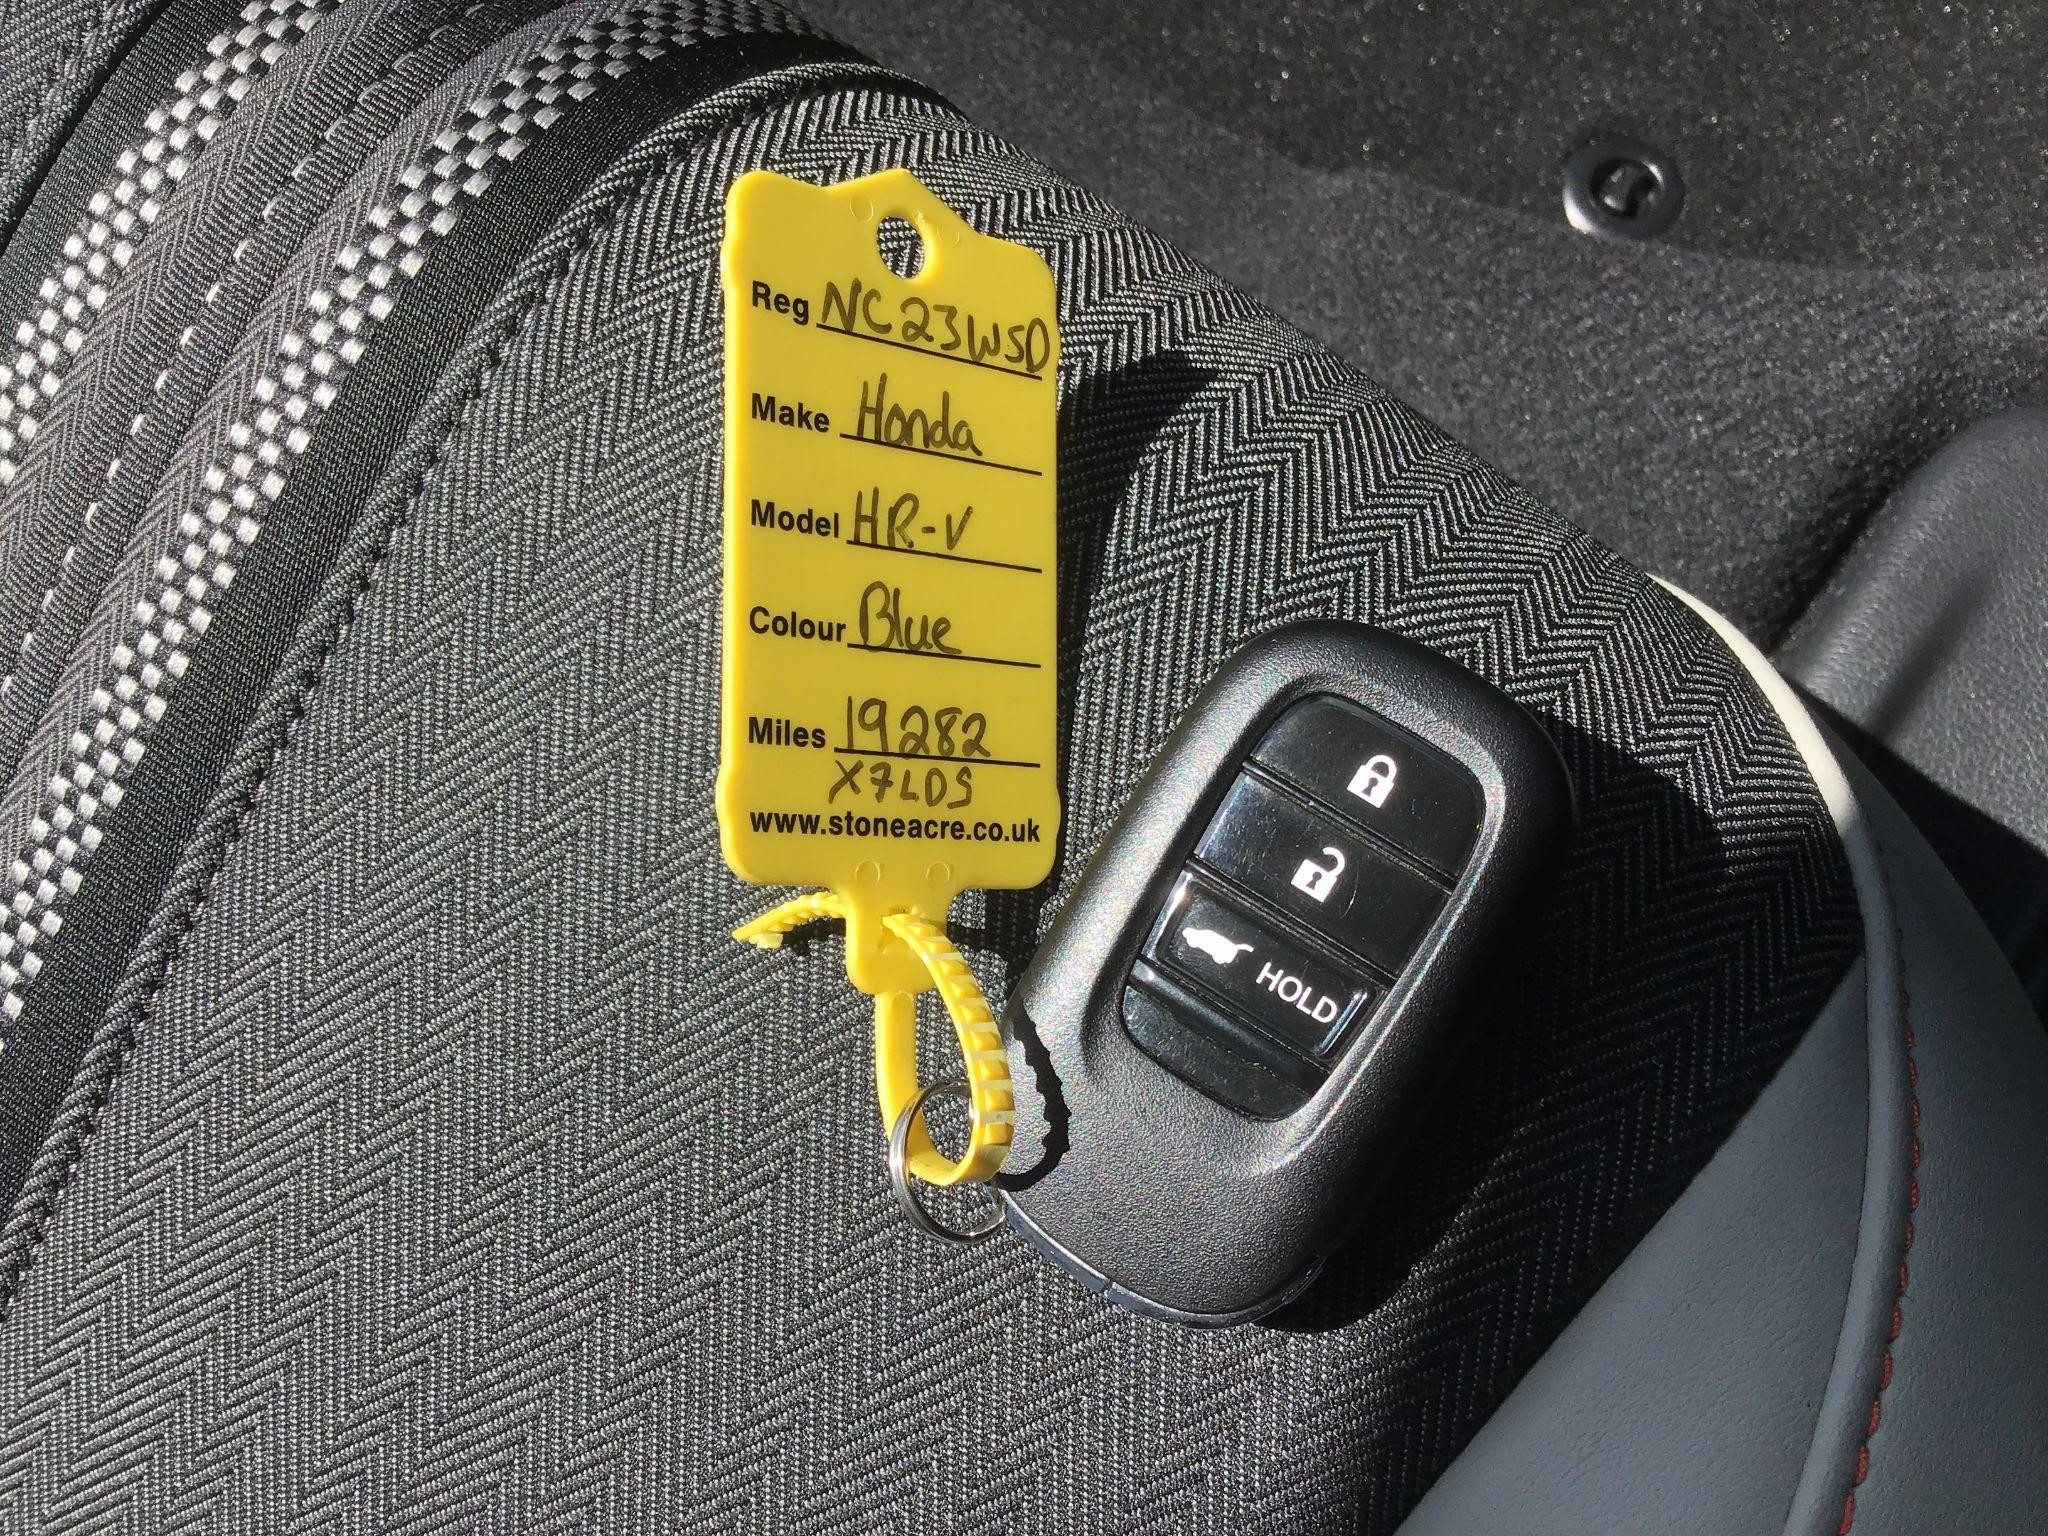 Reg NC23WSD
Make Honda
Model HR-V
Colour Blue
Miles 19282
X7LDS
www.stoneacre.co.uk
HOLD